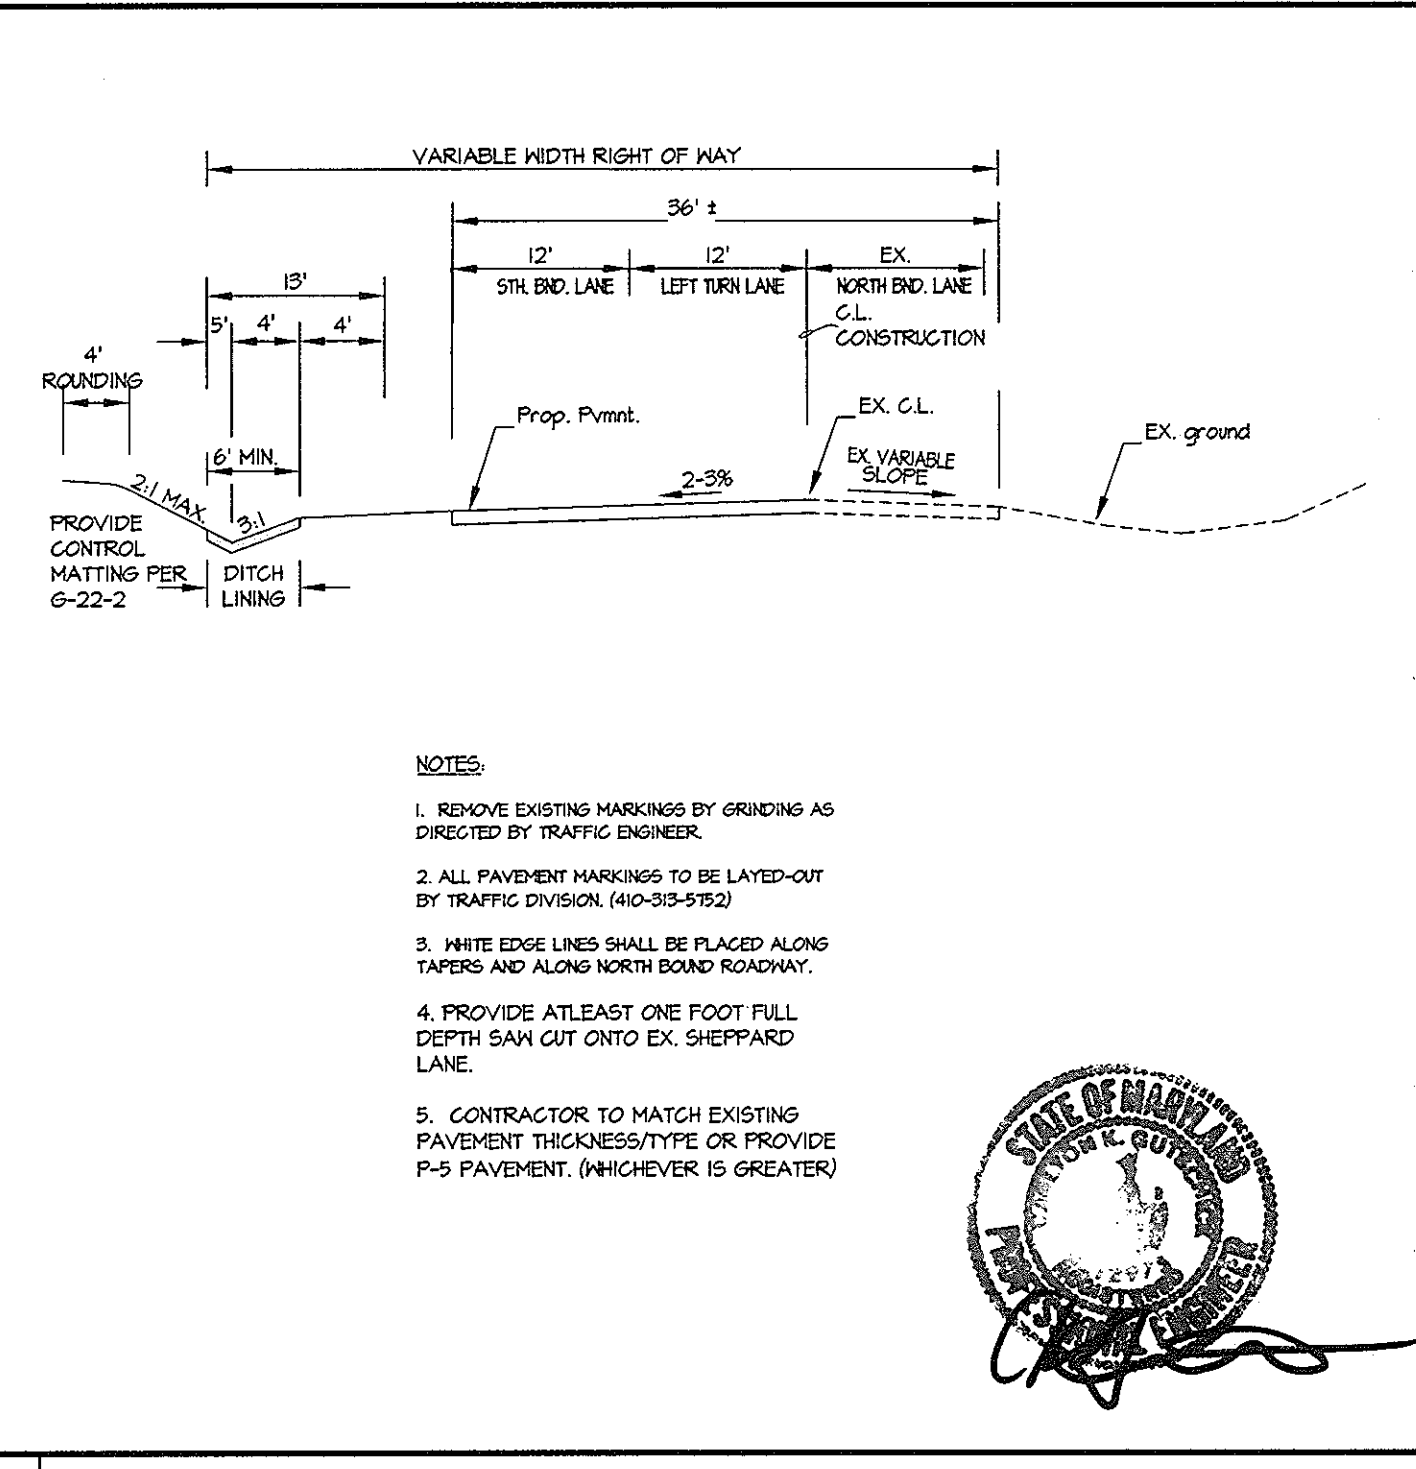 VARIABLE WIDTH RIGHT OF WAY
36' ±
12'
12'
EX.
STH. BND. LANE
LEFT TURN LANE
NORTH BND. LANE
13'
C.L.
CONSTRUCTION
5'
4'
4'
4'
ROUNDING
Prop. Pvmnt.
EX. C.L.
EX. ground
6' MIN.
EX. VARIABLE
SLOPE
2-3%
2:1 MAX.
3:1
PROVIDE
CONTROL
MATTING PER
G-22-2
DITCH
LINING
NOTES:
1. REMOVE EXISTING MARKINGS BY GRINDING AS
DIRECTED BY TRAFFIC ENGINEER.
2. ALL PAVEMENT MARKINGS TO BE LAYED-OUT
BY TRAFFIC DIVISION. (410-313-5752)
3. WHITE EDGE LINES SHALL BE PLACED ALONG
TAPERS AND ALONG NORTH BOUND ROADWAY.
4. PROVIDE ATLEAST ONE FOOT FULL
DEPTH SAW CUT ONTO EX. SHEPPARD
LANE.
5. CONTRACTOR TO MATCH EXISTING
PAVEMENT THICKNESS/TYPE OR PROVIDE
P-5 PAVEMENT. (WHICHEVER IS GREATER)
STATE OF MARYLAND
K.
REGISTERED
PROFESSIONAL ENGINEER